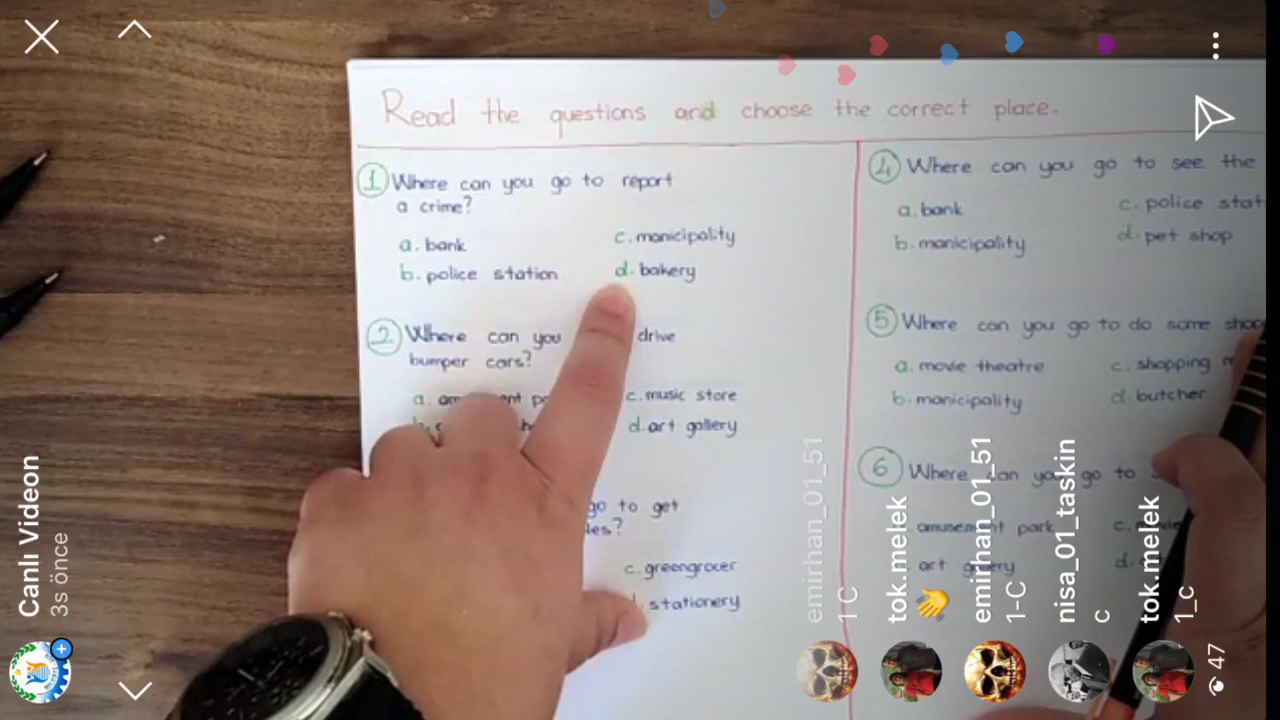 Read the questions and choose the correct place.
1 Where can you go to report
a crime?
a. bank
b. police station
c. manicipality
d. bakery
2 Where can you drive
bumper cars?
a.
c. music store
d. art gallery
go to get
c. greengrocer
stationery
4 Where can you go to see the
a. bank
b. manicipality
c. police stat
d. pet shop
5 Where can you go to do some shop
a. movie theatre
b. manicipality
c. shopping
d. butcher
6 Where can you go to
amusement park
art gallery
c.
d.
Canlı Videon
3s önce
emirhan_01_51
1 C
tok.melek
👋
emirhan_01_51
1-C
nisa_01_taskin
c
tok.melek
1_c
47